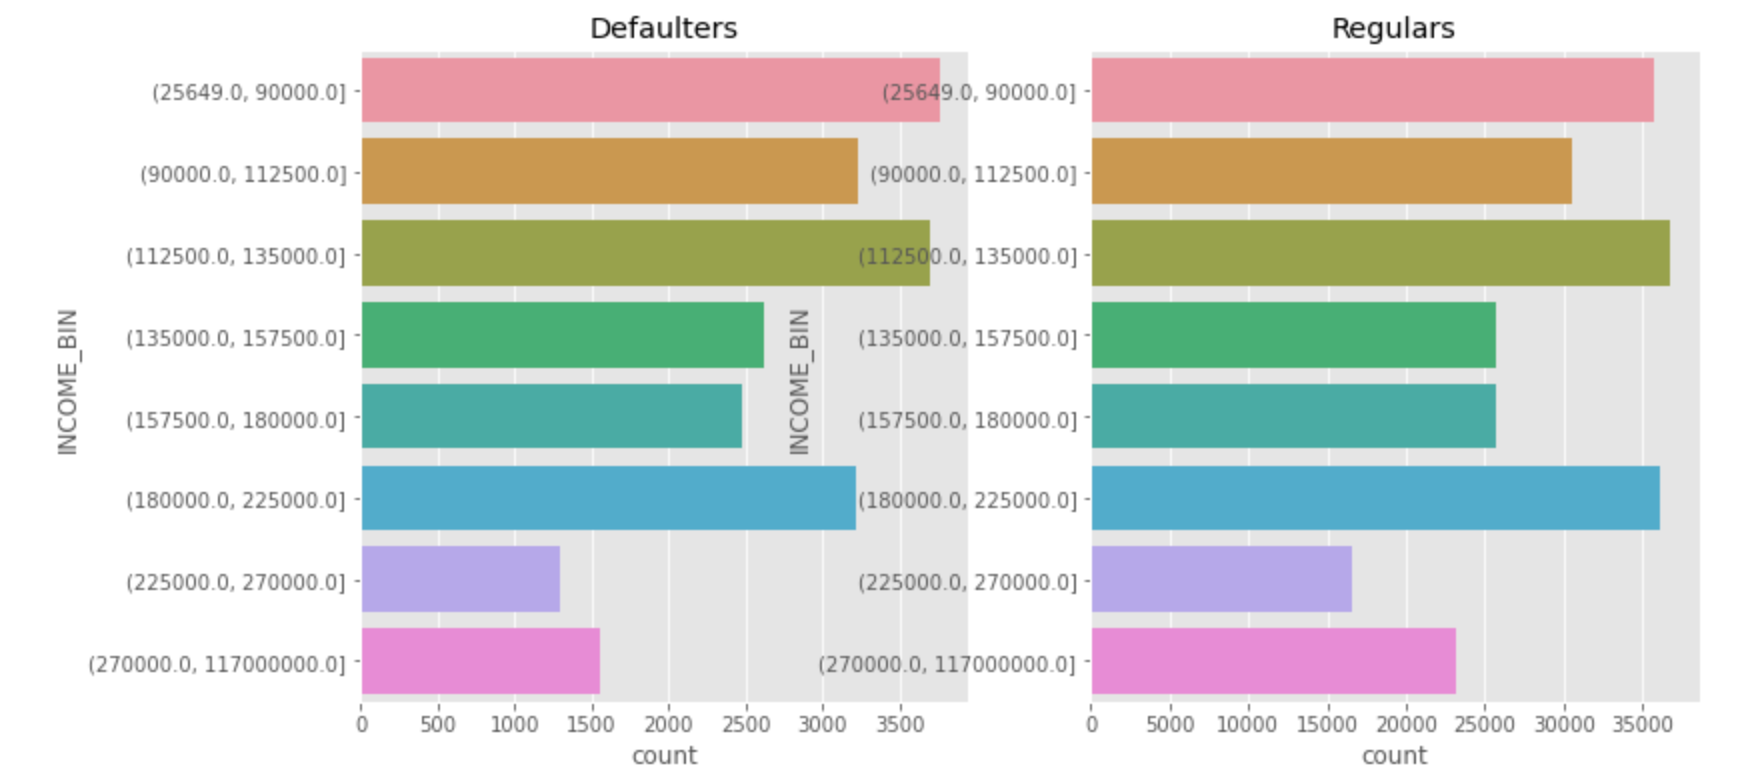 Defaulters
(25649.0, 90000.0]
(90000.0, 112500.0]
(112500.0, 135000.0]
(135000.0, 157500.0]
(157500.0, 180000.0]
(180000.0, 225000.0]
(225000.0, 270000.0]
(270000.0, 117000000.0]
INCOME_BIN
0 500 1000 1500 2000 2500 3000 3500
count
Regulars
(25649.0, 90000.0]
(90000.0, 112500.0]
(112500.0, 135000.0]
(135000.0, 157500.0]
(157500.0, 180000.0]
(180000.0, 225000.0]
(225000.0, 270000.0]
(270000.0, 117000000.0]
INCOME_BIN
0 5000 10000 15000 20000 25000 30000 35000
count